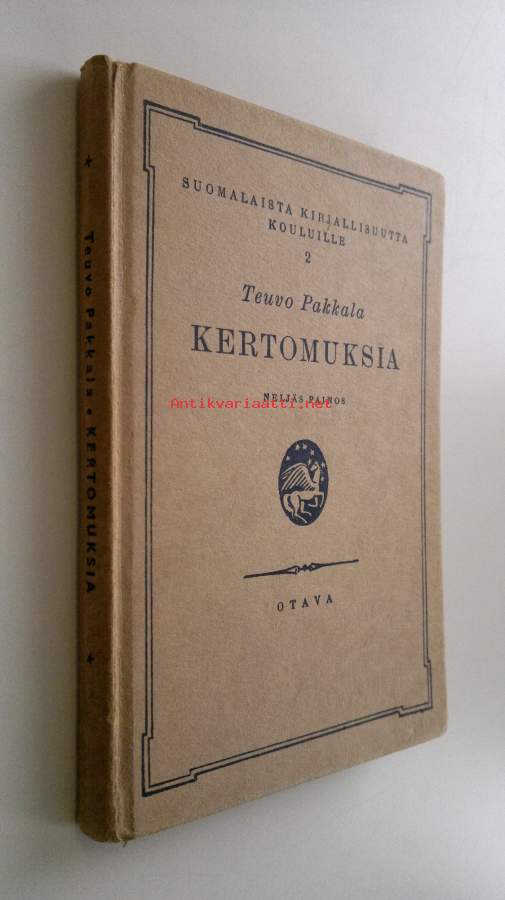 SUOMALAISTA KIRJALLISUUTTA
KOULUILLE
2
Teuvo Pakkala
KERTOMUKSIA
NELJÄS PAINOS
Antikvariaatti.net
OTAVA
Teuvo Pakkala • KERTOMUKSIA